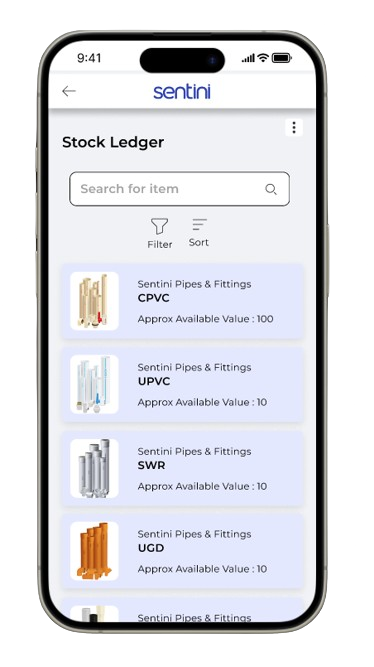 9:41
sentini
Stock Ledger
Search for item
Filter
Sort
Sentini Pipes & Fittings
CPVC
Approx Available Value : 100
Sentini Pipes & Fittings
UPVC
Approx Available Value : 10
Sentini Pipes & Fittings
SWR
Approx Available Value : 10
Sentini Pipes & Fittings
UGD
Approx Available Value : 10
Sentini Pipes & Fittings